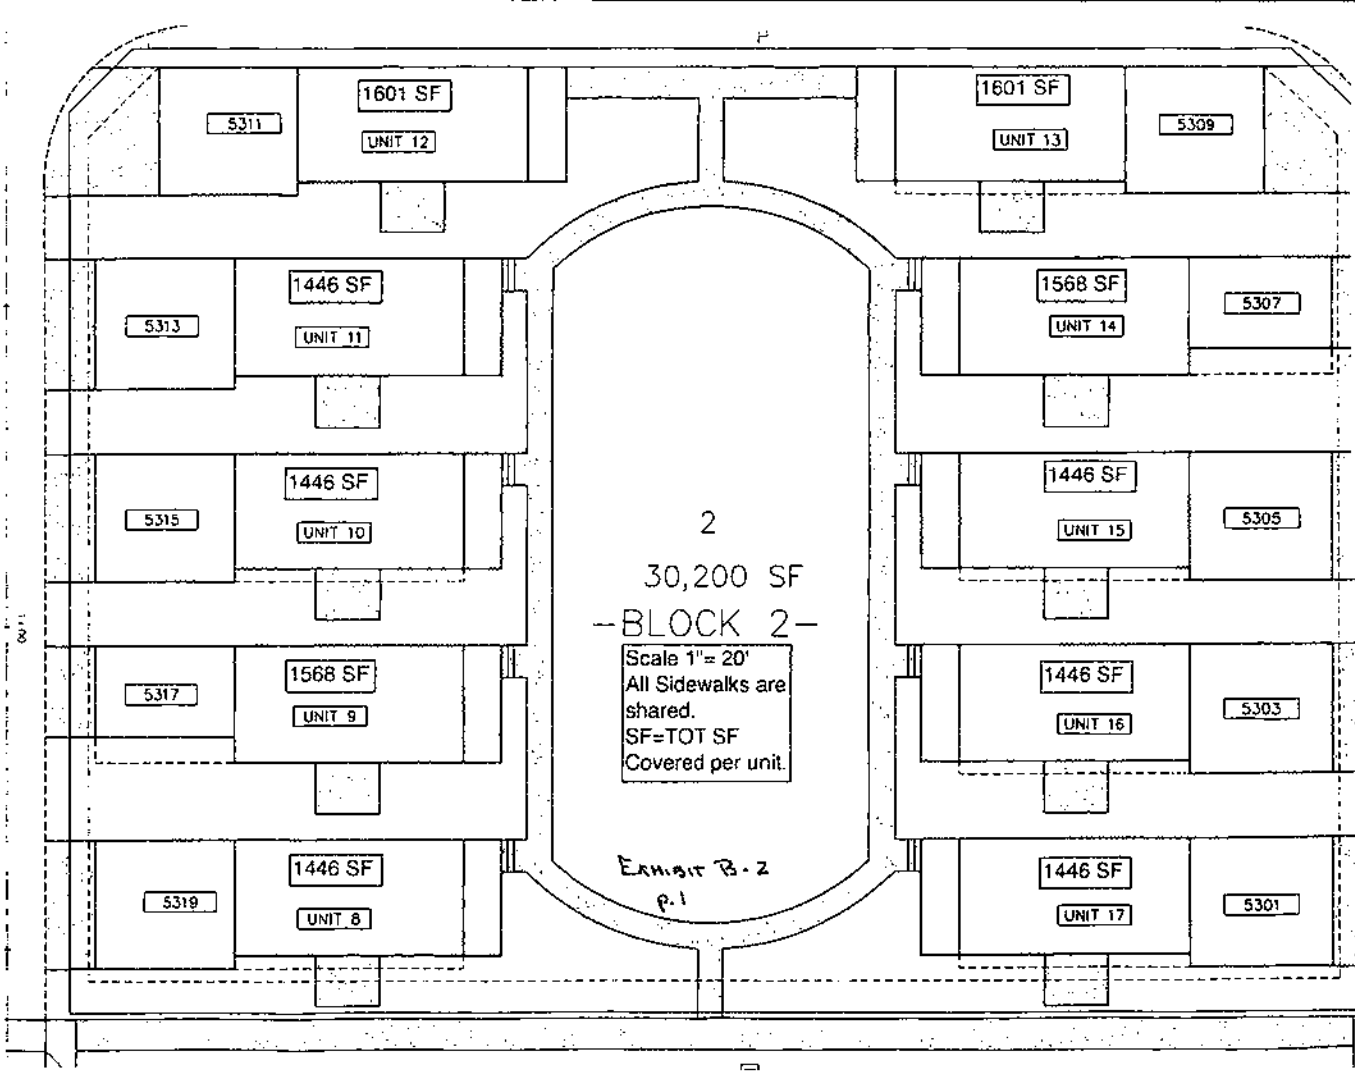 1601 SF
5311
UNIT 12
1601 SF
UNIT 13
5309
1446 SF
5313
UNIT 11
1568 SF
UNIT 14
5307
1446 SF
5315
UNIT 10
1446 SF
UNIT 15
5305
2
30,200 SF
-BLOCK 2-
Scale 1"= 20'
All Sidewalks are
shared.
SF=TOT SF
Covered per unit.
1568 SF
5317
UNIT 9
1446 SF
UNIT 16
5303
1446 SF
5319
UNIT 8
1446 SF
UNIT 17
5301
EXHIBIT B-2
p.1